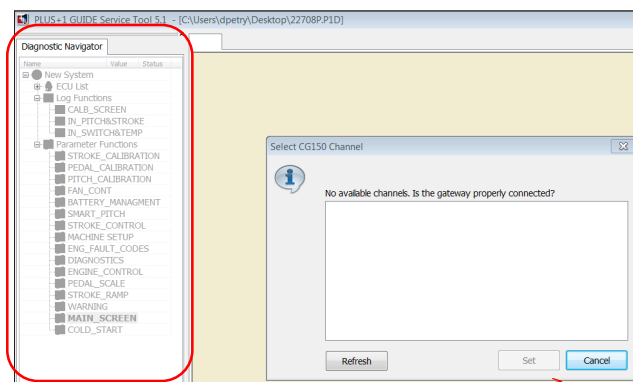 PLUS+1 GUIDE Service Tool 5.1 - [C:\Users\dpetry\Desktop\22708P.P1D]
Diagnostic Navigator
Name Value Status
New System
ECU List
Log Functions
CALB_SCREEN
IN_PITCH&STROKE
IN_SWITCH&TEMP
Parameter Functions
STROKE_CALIBRATION
PEDAL_CALIBRATION
PITCH_CALIBRATION
FAN_CONT
BATTERY_MANAGMENT
SMART_PITCH
STROKE_CONTROL
MACHINE SETUP
ENG_FAULT_CODES
DIAGNOSTICS
ENGINE_CONTROL
PEDAL_SCALE
STROKE_RAMP
WARNING
MAIN_SCREEN
COLD_START
Select CG150 Channel
No available channels. Is the gateway properly connected?
Refresh Set Cancel